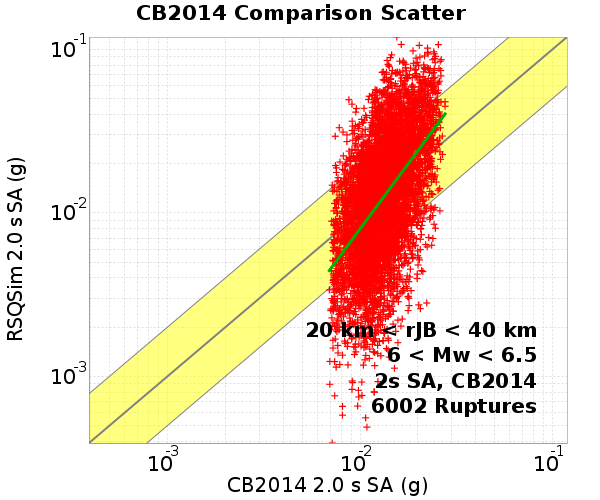 CB2014 Comparison Scatter
10-1
10-2
10-3
RSQSim 2.0 s SA (g)
20 km < rJB < 40 km
6 < Mw < 6.5
2s SA, CB2014
6002 Ruptures
10-3
10-2
10-1
CB2014 2.0 s SA (g)